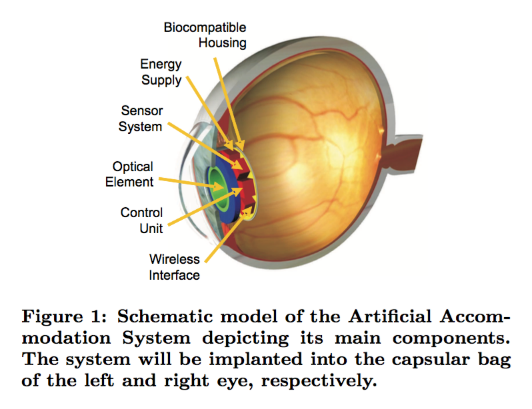 Biocompatible
Housing
Energy
Supply
Sensor
System
Optical
Element
Control
Unit
Wireless
Interface
Figure 1: Schematic model of the Artificial Accom-
modation System depicting its main components.
The system will be implanted into the capsular bag
of the left and right eye, respectively.